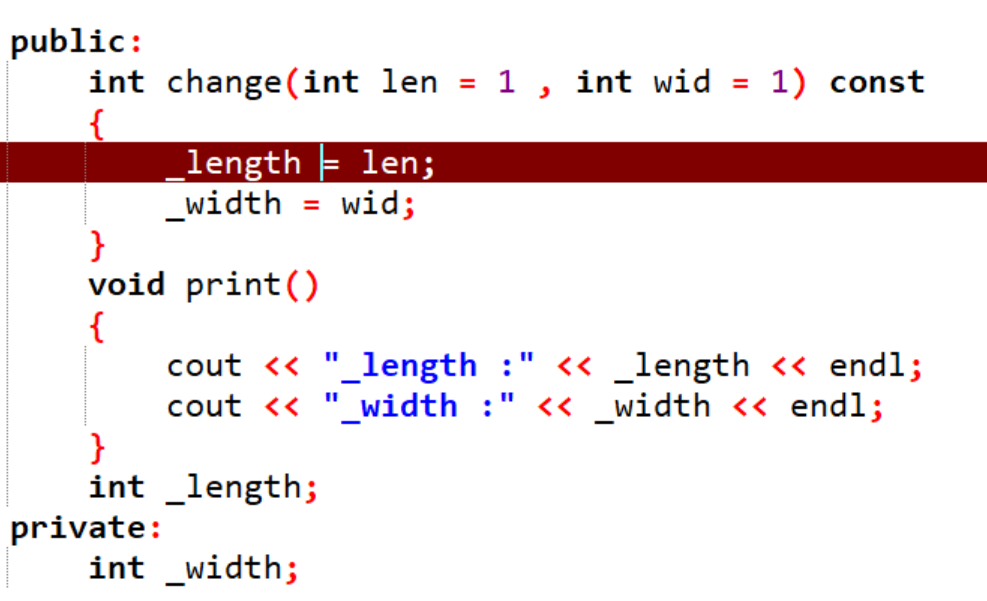 public:
    int change(int len = 1 , int wid = 1) const
    {
        _length = len;
        _width = wid;
    }
    void print()
    {
        cout << "_length :" << _length << endl;
        cout << "_width :" << _width << endl;
    }
    int _length;
private:
    int _width;